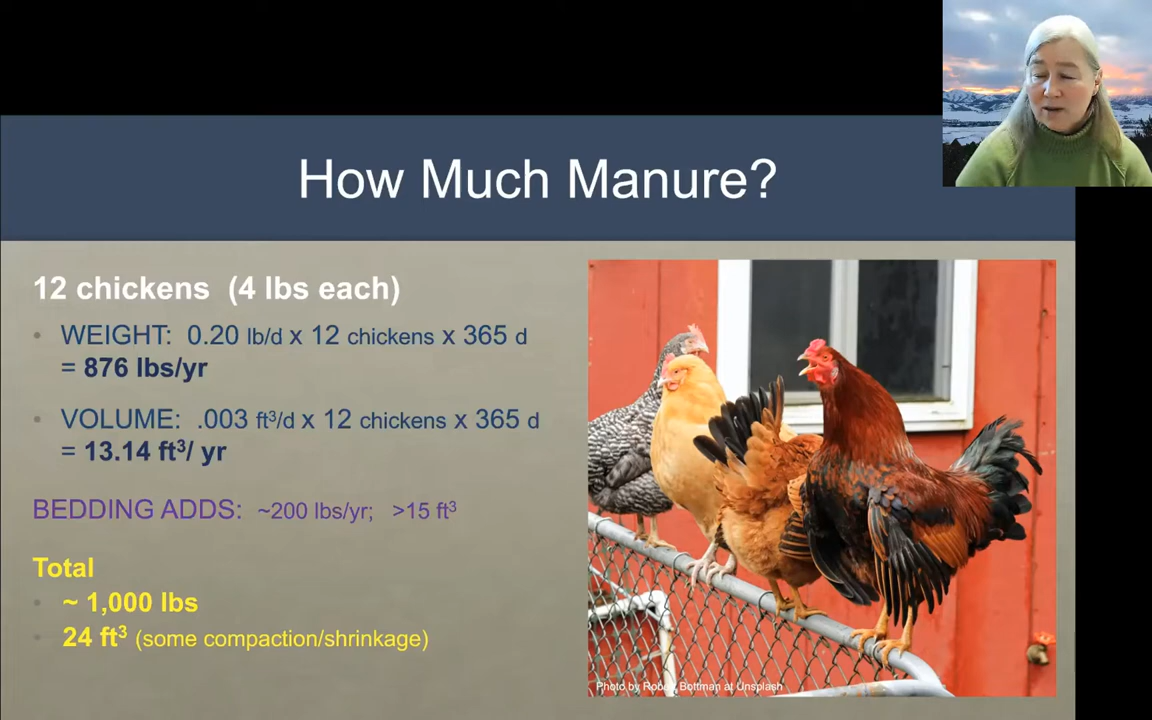 How Much Manure?
12 chickens (4 lbs each)
• WEIGHT: 0.20 lb/d x 12 chickens x 365 d
= 876 lbs/yr
• VOLUME: .003 ft³/d x 12 chickens x 365 d
= 13.14 ft³/ yr
BEDDING ADDS: ~200 lbs/yr; >15 ft³
Total
• ~ 1,000 lbs
• 24 ft³ (some compaction/shrinkage)
Photo by Bottman at Unsplash